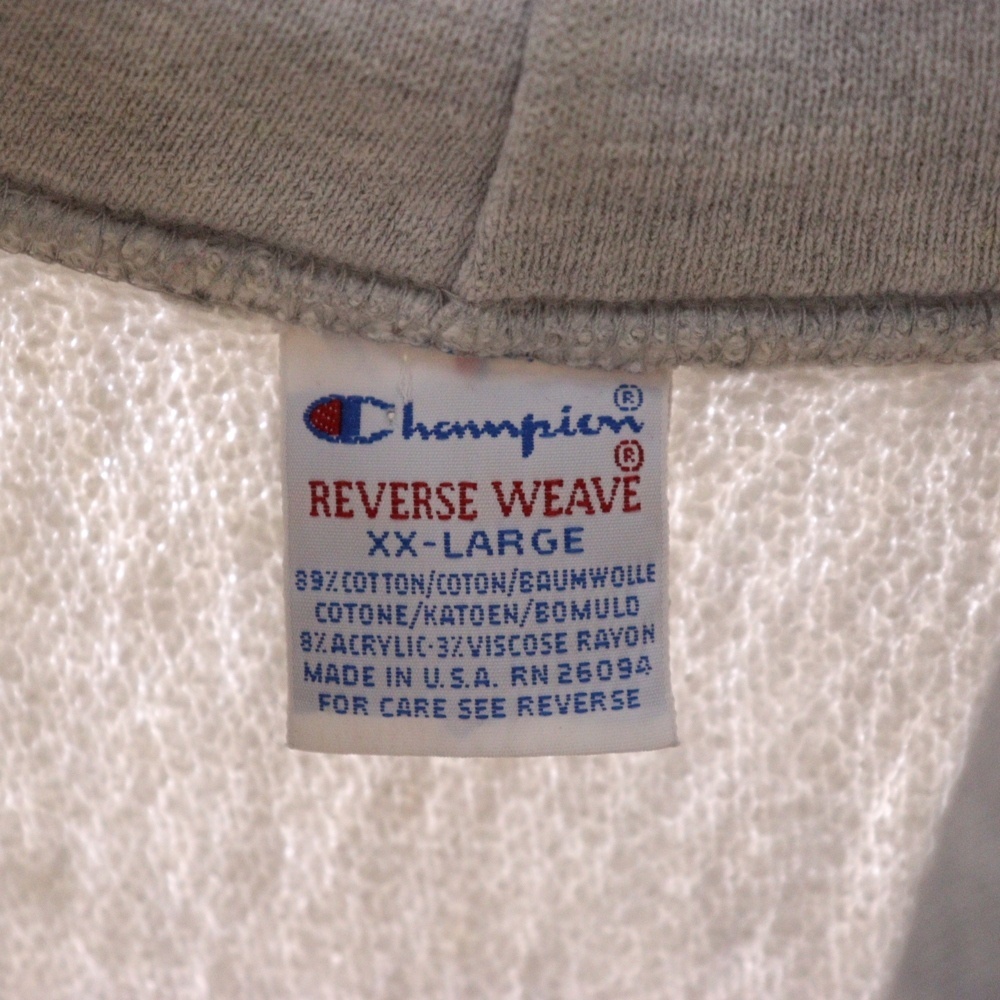 Champion®
REVERSE WEAVE®
XX-LARGE
89% COTTON/COTON/BAUMWOLLE
COTONE/KATOEN/BOMULD
8% ACRYLIC·3% VISCOSE RAYON
MADE IN U.S.A. RN 26094
FOR CARE SEE REVERSE